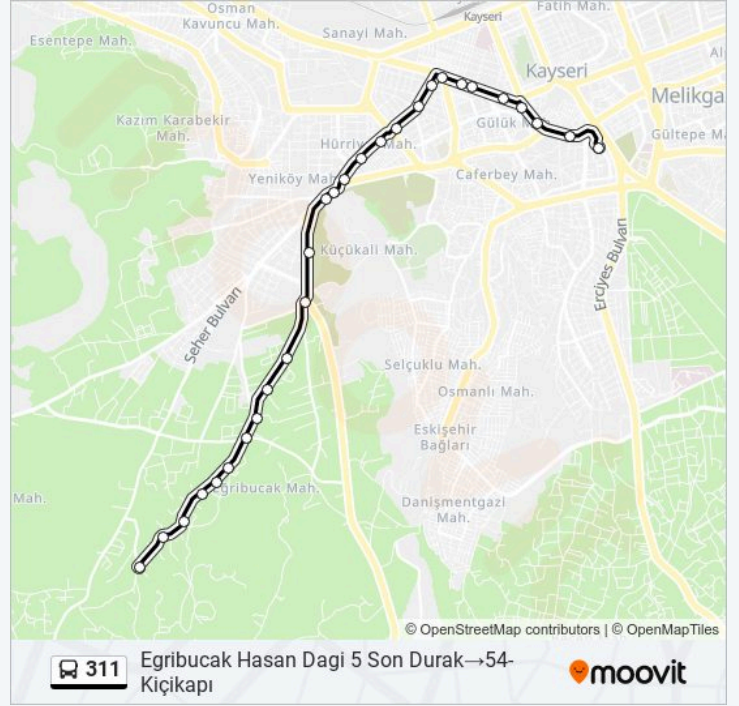 Osman
Kavuncu Mah.
Kayseri
Fatih Mah.
Esentepe Mah.
Sanayi Mah.
Kayseri
Melikga
Kazım Karabekir
Mah.
Gülük
Gültepe
Hürriy
Mah.
Yeniköy Mah
Caferbey Mah.
Küçükali Mah.
Erciyes Bulvarı
Seher Bulvarı
Selçuklu Mah.
Osmanlı Mah.
Eskişehir
Bağları
Eğribucak Mah.
Mah.
Danişmentgazi
Mah.
© OpenStreetMap contributors | © OpenMapTiles
311
Egribucak Hasan Dagi 5 Son Durak→54-
Kiçikapı
moovit